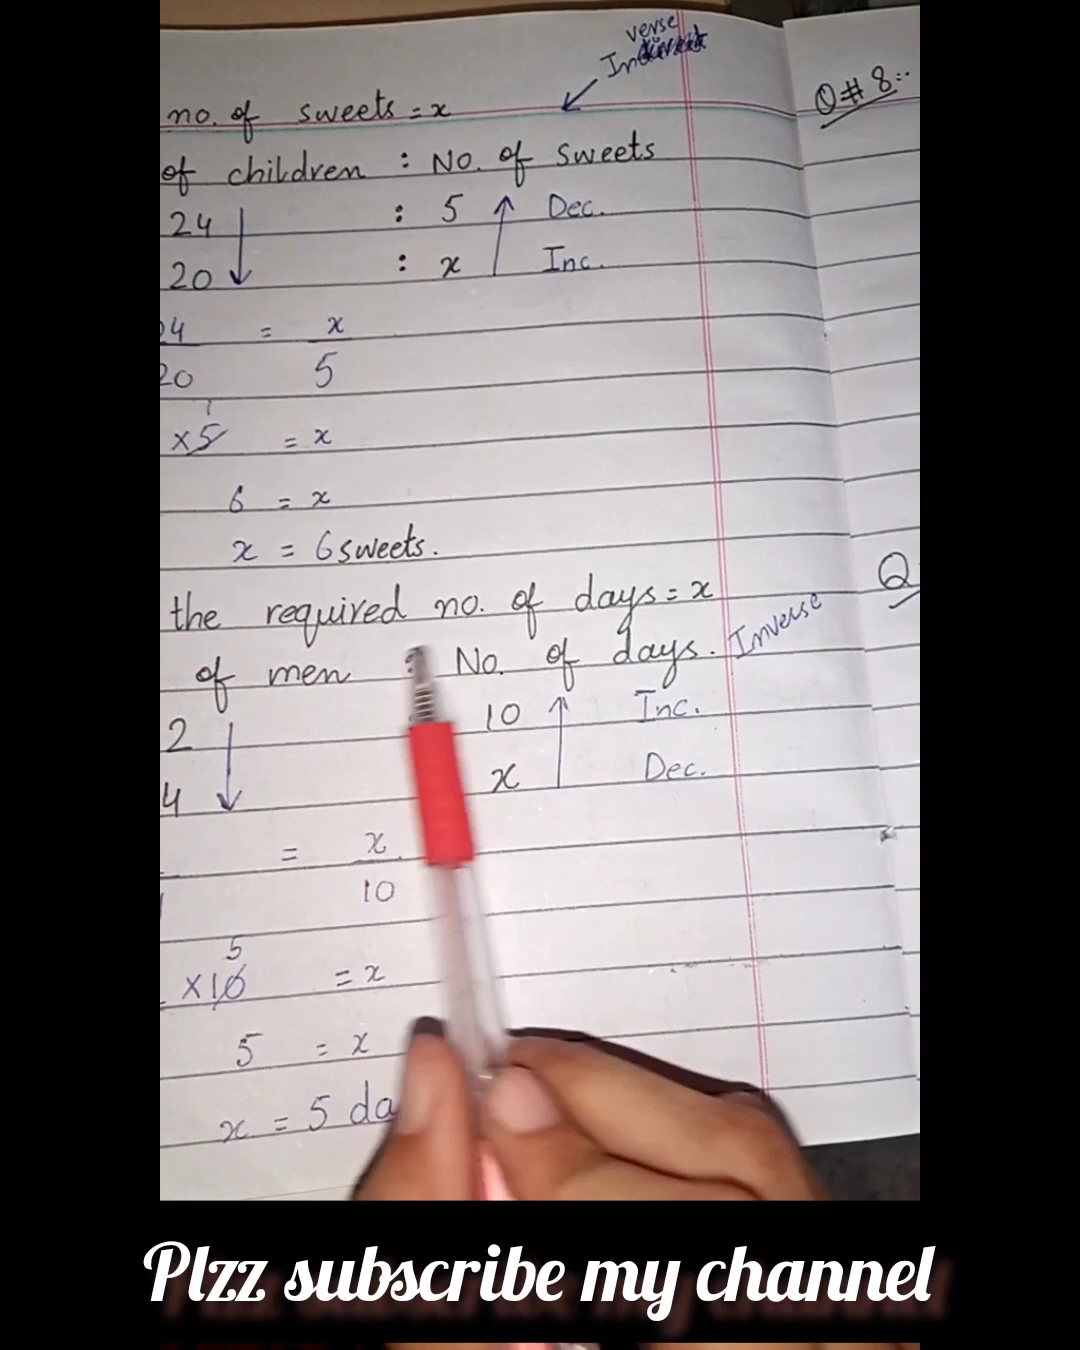 verse
In
no. of sweets = x
Q # 8:-
of children : No. of sweets
24 : 5 Dec.
20 : x Inc.
24 = x
20 5
1
x5 = x
6 = x
x = 6 sweets.
the required no. of days = x
Q
of men : No. of days. Inverse
2 10 Inc.
4 x Dec.
= x
10
5
x10 = x
5 = x
x = 5 da
Plzz subscribe my channel